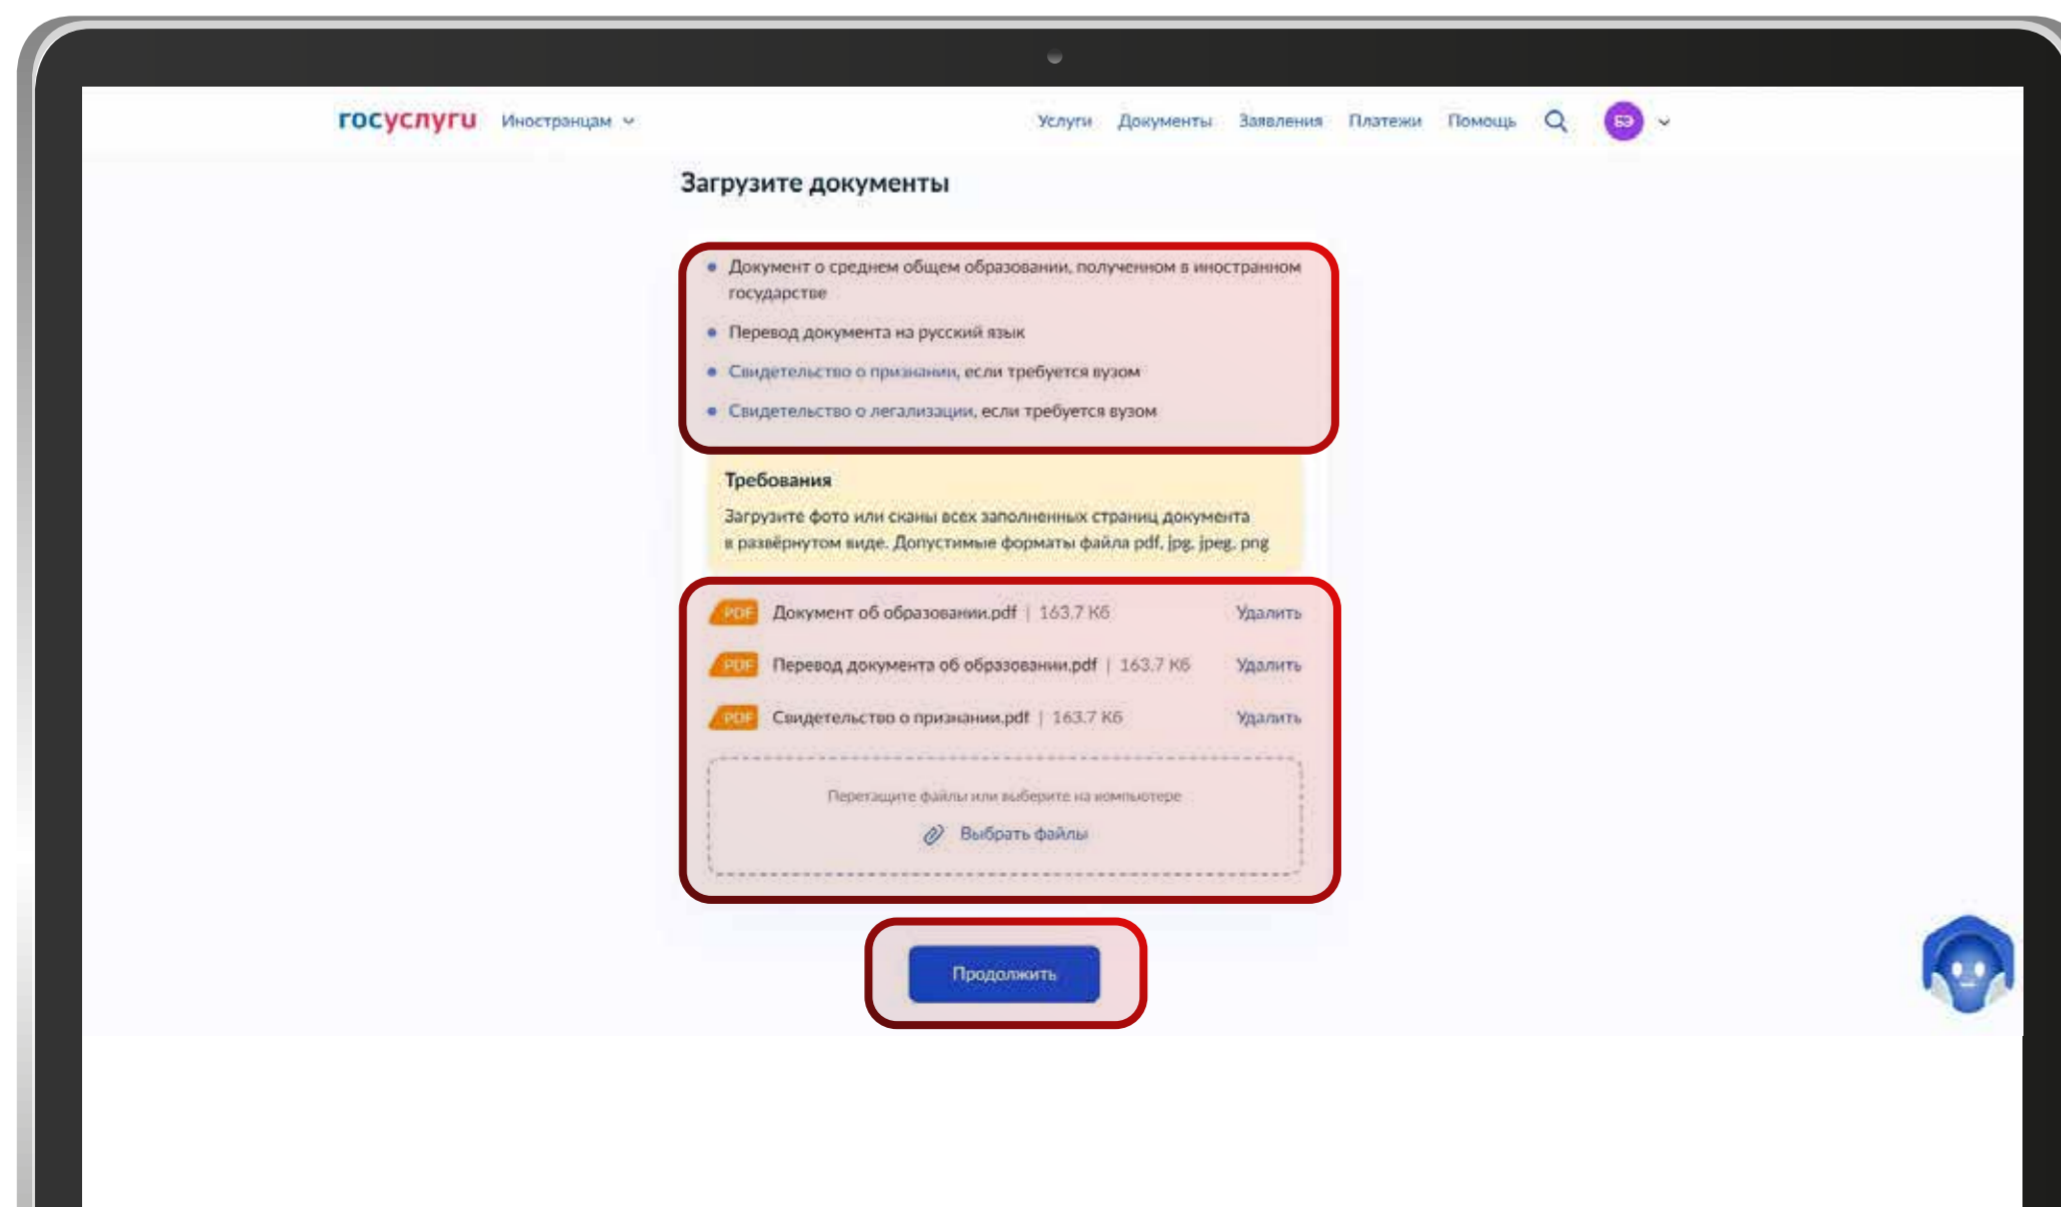 госуслуги Иностранцам Услуги Документы Заявления Платежи Помощь БЭ
Загрузите документы
Документ о среднем общем образовании, полученном в иностранном
государстве
Перевод документа на русский язык
Свидетельство о признании, если требуется вузом
Свидетельство о легализации, если требуется вузом
Требования
Загрузите фото или сканы всех заполненных страниц документа
в развёрнутом виде. Допустимые форматы файла pdf, jpg, jpeg, png
PDF Документ об образовании.pdf | 163.7 Кб Удалить
PDF Перевод документа об образовании.pdf | 163.7 Кб Удалить
PDF Свидетельство о признании.pdf | 163.7 Кб Удалить
Перетащите файлы или выберите на компьютере
Выбрать файлы
Продолжить